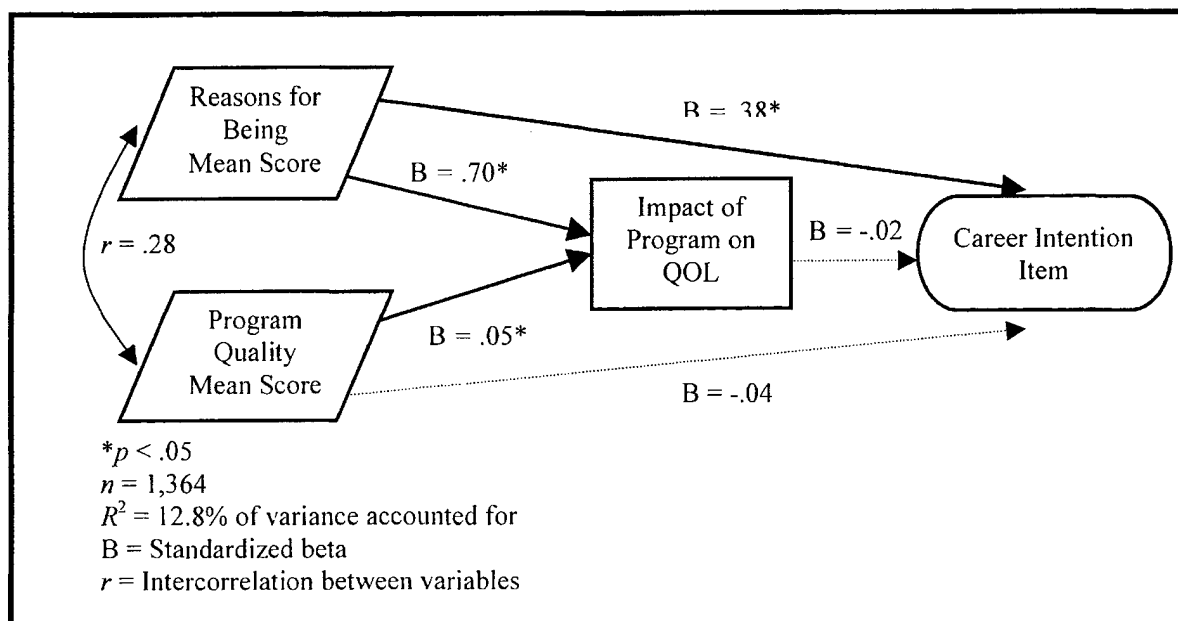 Reasons for
Being
Mean Score
B = .38*
B = .70*
Impact of
Program on
QOL
B = -.02
Career Intention
Item
r = .28
Program
Quality
Mean Score
B = .05*
B = -.04
*p < .05
n = 1,364
R² = 12.8% of variance accounted for
B = Standardized beta
r = Intercorrelation between variables